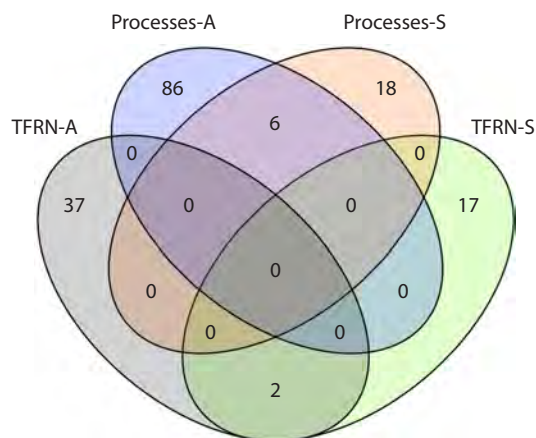 Processes-A Processes-S
86 18
6
TFRN-A TFRN-S
0 0
37 0 0 17
0
0 0
0 0
2